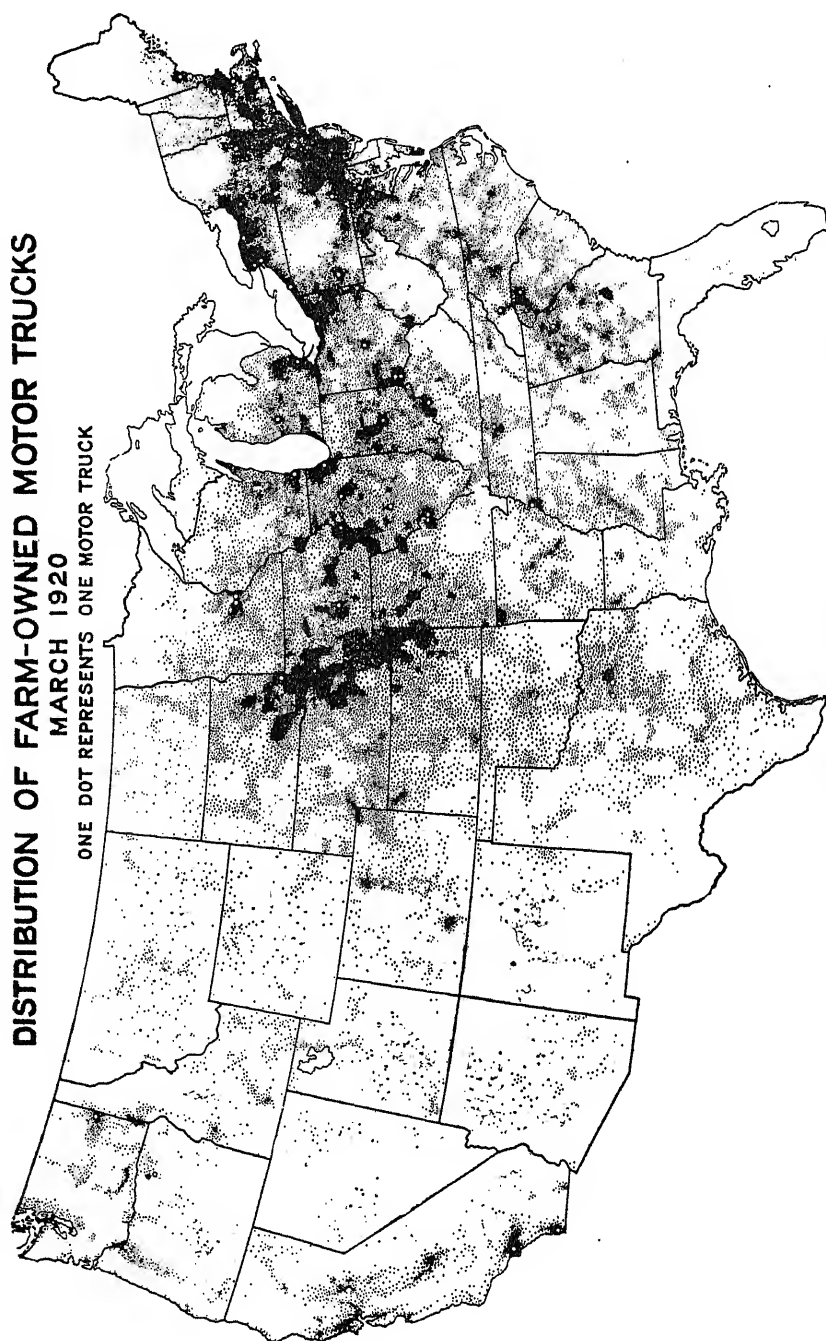 DISTRIBUTION OF FARM-OWNED MOTOR TRUCKS
MARCH 1920
ONE DOT REPRESENTS ONE MOTOR TRUCK